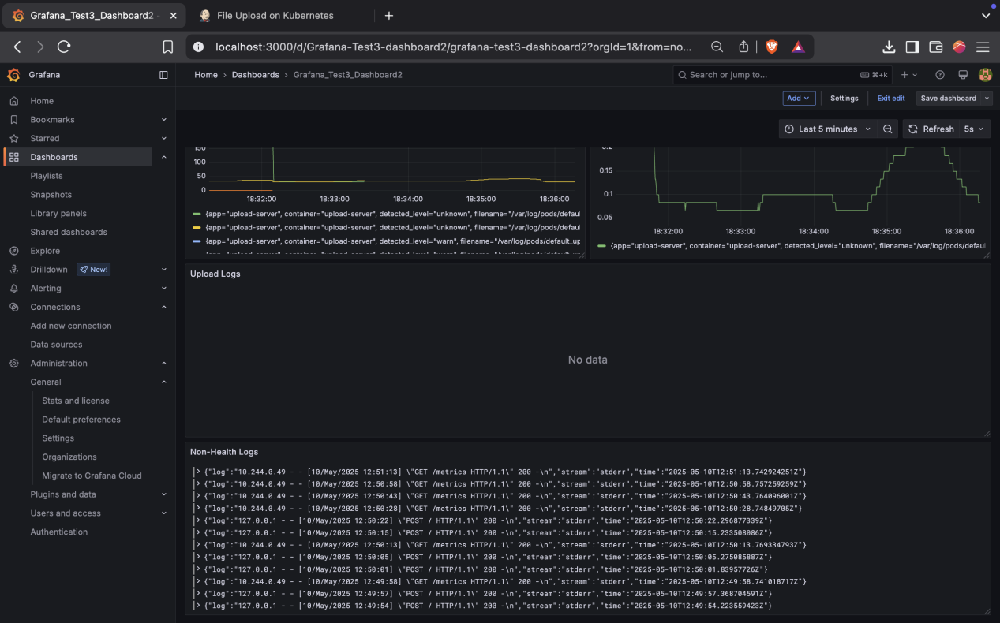 Grafana_Test3_Dashboard2 -
File Upload on Kubernetes
localhost:3000/d/Grafana-Test3-dashboard2/grafana-test3-dashboard2?orgId=1&from=no...
Grafana
Home › Dashboards › Grafana_Test3_Dashboard2
Search or jump to... ⌘+k
Add Settings Exit edit Save dashboard
Last 5 minutes Refresh 5s
Home
Bookmarks
Starred
Dashboards
Playlists
Snapshots
Library panels
Shared dashboards
Explore
Drilldown New!
Alerting
Connections
Add new connection
Data sources
Administration
General
Stats and license
Default preferences
Settings
Organizations
Migrate to Grafana Cloud
Plugins and data
Users and access
Authentication
150
100
50
0
18:32:00 18:33:00 18:34:00 18:35:00 18:36:00
{app="upload-server", container="upload-server", detected_level="unknown", filename="/var/log/pods/defaul
{app="upload-server", container="upload-server", detected_level="unknown", filename="/var/log/pods/defaul
{app="upload-server", container="upload-server", detected_level="warn", filename="/var/log/pods/default_up
0.2
0.15
0.1
0.05
18:32:00 18:33:00 18:34:00 18:35:00 18:36:00
{app="upload-server", container="upload-server", detected_level="unknown", filename="/var/log/pods/defaul
Upload Logs
No data
Non-Health Logs
{"log":"10.244.0.49 - - [10/May/2025 12:51:13] \"GET /metrics HTTP/1.1\" 200 -\n","stream":"stderr","time":"2025-05-10T12:51:13.742924251Z"}
{"log":"10.244.0.49 - - [10/May/2025 12:50:58] \"GET /metrics HTTP/1.1\" 200 -\n","stream":"stderr","time":"2025-05-10T12:50:58.757259259Z"}
{"log":"10.244.0.49 - - [10/May/2025 12:50:43] \"GET /metrics HTTP/1.1\" 200 -\n","stream":"stderr","time":"2025-05-10T12:50:43.764096001Z"}
{"log":"10.244.0.49 - - [10/May/2025 12:50:28] \"GET /metrics HTTP/1.1\" 200 -\n","stream":"stderr","time":"2025-05-10T12:50:28.74849705Z"}
{"log":"127.0.0.1 - - [10/May/2025 12:50:22] \"POST / HTTP/1.1\" 200 -\n","stream":"stderr","time":"2025-05-10T12:50:22.296877339Z"}
{"log":"127.0.0.1 - - [10/May/2025 12:50:15] \"POST / HTTP/1.1\" 200 -\n","stream":"stderr","time":"2025-05-10T12:50:15.233508086Z"}
{"log":"10.244.0.49 - - [10/May/2025 12:50:13] \"GET /metrics HTTP/1.1\" 200 -\n","stream":"stderr","time":"2025-05-10T12:50:13.769334793Z"}
{"log":"127.0.0.1 - - [10/May/2025 12:50:05] \"POST / HTTP/1.1\" 200 -\n","stream":"stderr","time":"2025-05-10T12:50:05.275085887Z"}
{"log":"127.0.0.1 - - [10/May/2025 12:50:01] \"POST / HTTP/1.1\" 200 -\n","stream":"stderr","time":"2025-05-10T12:50:01.83957726Z"}
{"log":"10.244.0.49 - - [10/May/2025 12:49:58] \"GET /metrics HTTP/1.1\" 200 -\n","stream":"stderr","time":"2025-05-10T12:49:58.741018717Z"}
{"log":"127.0.0.1 - - [10/May/2025 12:49:57] \"POST / HTTP/1.1\" 200 -\n","stream":"stderr","time":"2025-05-10T12:49:57.368704591Z"}
{"log":"127.0.0.1 - - [10/May/2025 12:49:54] \"POST / HTTP/1.1\" 200 -\n","stream":"stderr","time":"2025-05-10T12:49:54.223559423Z"}